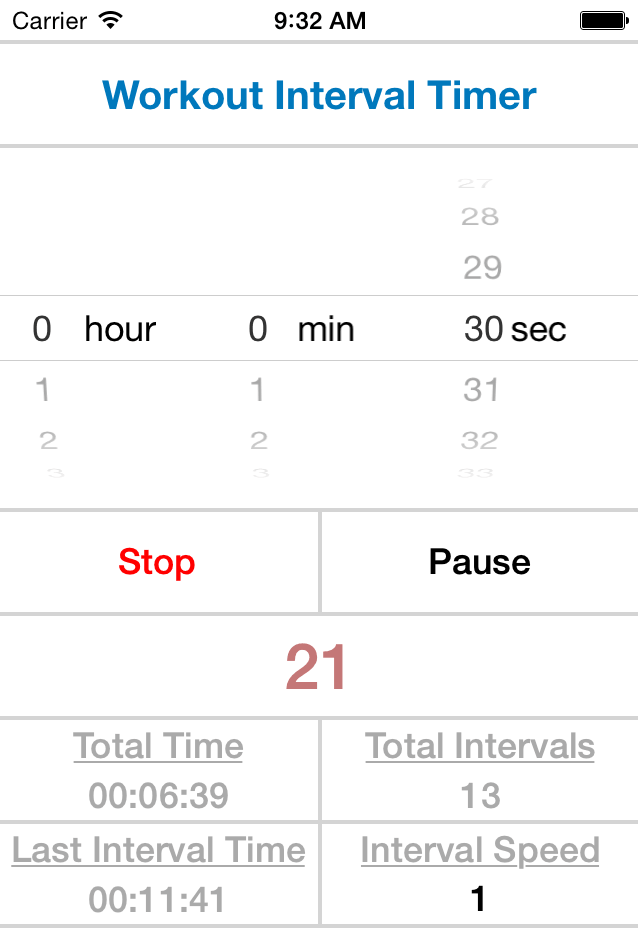 Carrier 9:32 AM
Workout Interval Timer
27
28
29
0 hour 0 min 30 sec
1 1 31
2 2 32
3 3 33
Stop Pause
21
Total Time Total Intervals
00:06:39 13
Last Interval Time Interval Speed
00:11:41 1